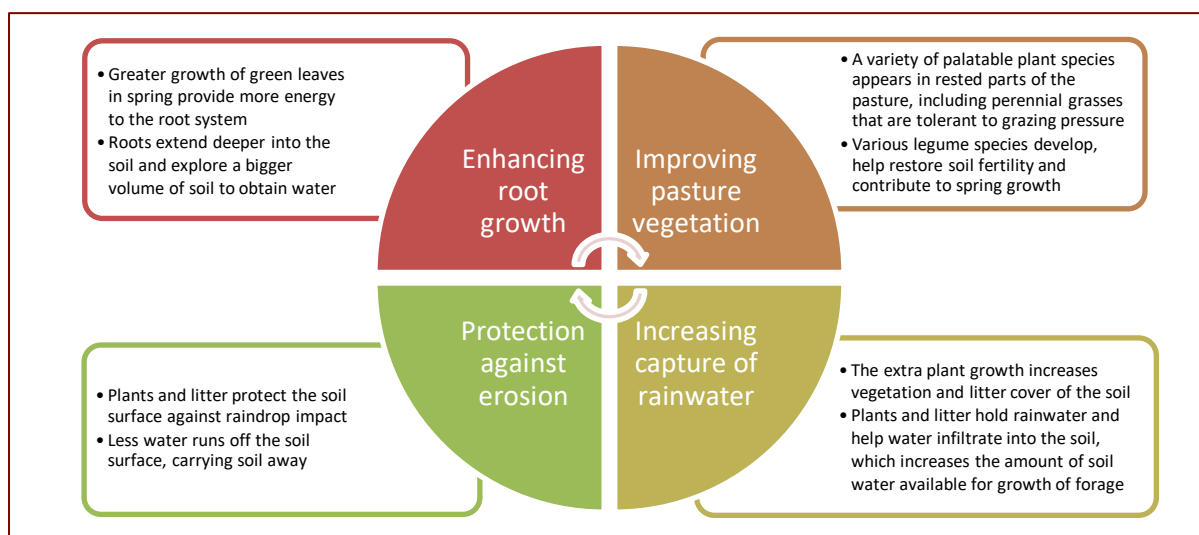 • Greater growth of green leaves
in spring provide more energy
to the root system
• Roots extend deeper into the
soil and explore a bigger
volume of soil to obtain water
Enhancing
root
growth
Improving
pasture
vegetation
• A variety of palatable plant species
appears in rested parts of the
pasture, including perennial grasses
that are tolerant to grazing pressure
• Various legume species develop,
help restore soil fertility and
contribute to spring growth
• Plants and litter protect the soil
surface against raindrop impact
• Less water runs off the soil
surface, carrying soil away
Protection
against
erosion
Increasing
capture of
rainwater
• The extra plant growth increases
vegetation and litter cover of the soil
• Plants and litter hold rainwater and
help water infiltrate into the soil,
which increases the amount of soil
water available for growth of forage